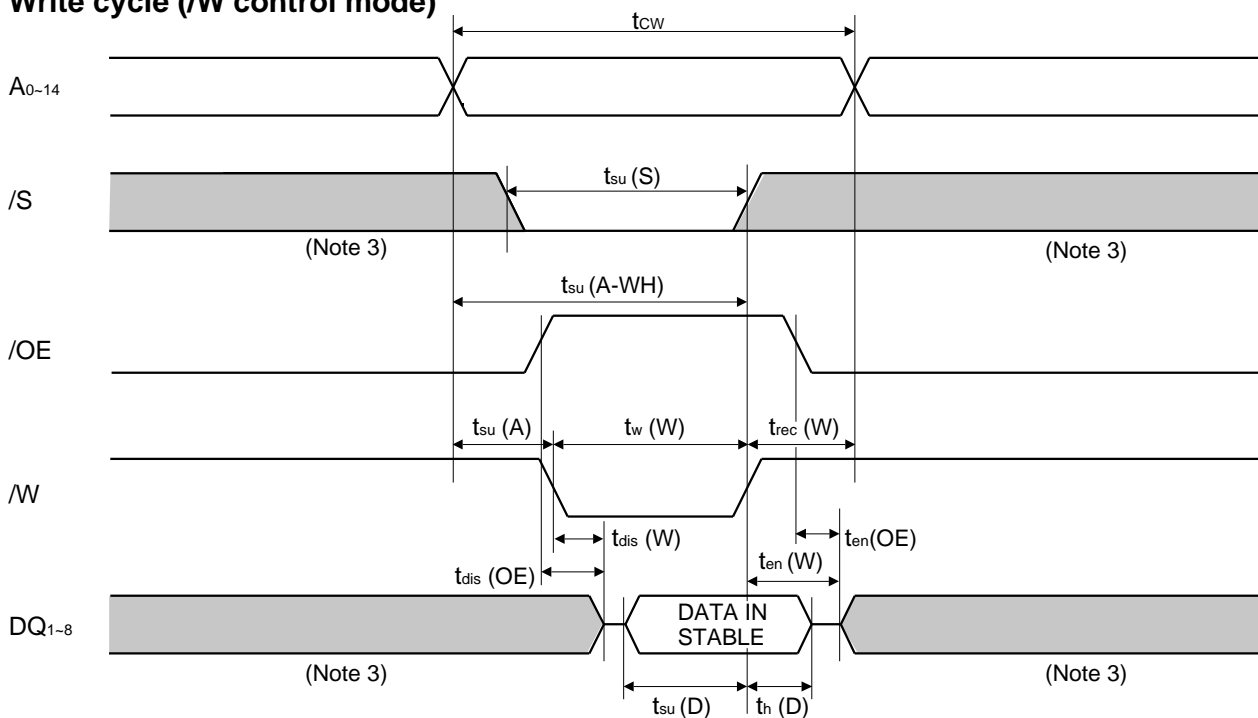 Write cycle (/W control mode)
tCW
A0~14
tsu (S)
/S
(Note 3)
(Note 3)
tsu (A-WH)
/OE
tsu (A)
tw (W)
trec (W)
/W
tdis (W)
ten(OE)
tdis (OE)
ten (W)
DQ1~8
DATA IN
STABLE
(Note 3)
(Note 3)
tsu (D)
th (D)